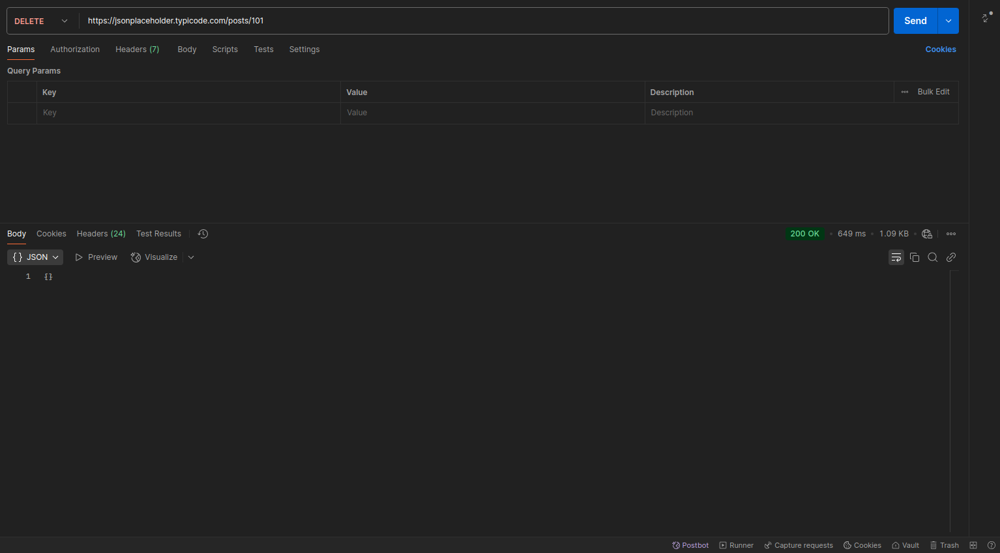 DELETE https://jsonplaceholder.typicode.com/posts/101 Send
Params Authorization Headers (7) Body Scripts Tests Settings Cookies
Query Params
Key Value Description Bulk Edit
Key Value Description
Body Cookies Headers (24) Test Results 200 OK • 649 ms • 1.09 KB •
{} JSON Preview Visualize
1 {}
Postbot Runner Capture requests Cookies Vault Trash